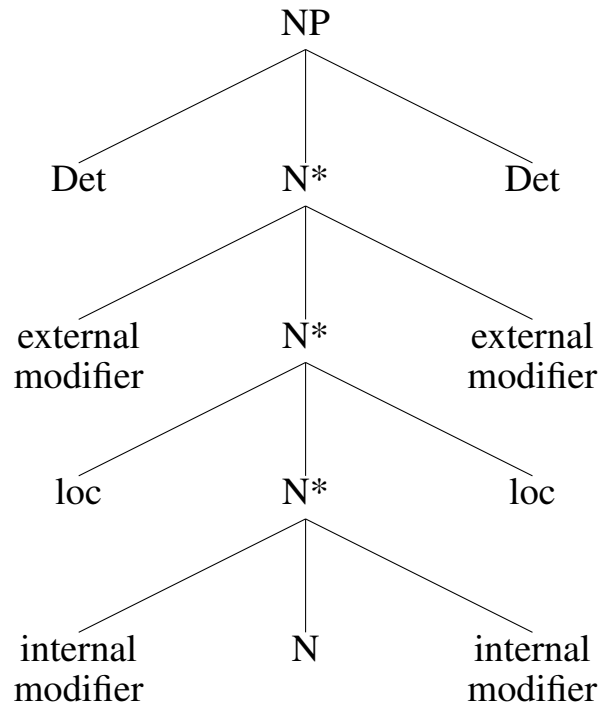 NP
Det N* Det
external N* external
modifier modifier
loc N* loc
internal N internal
modifier modifier